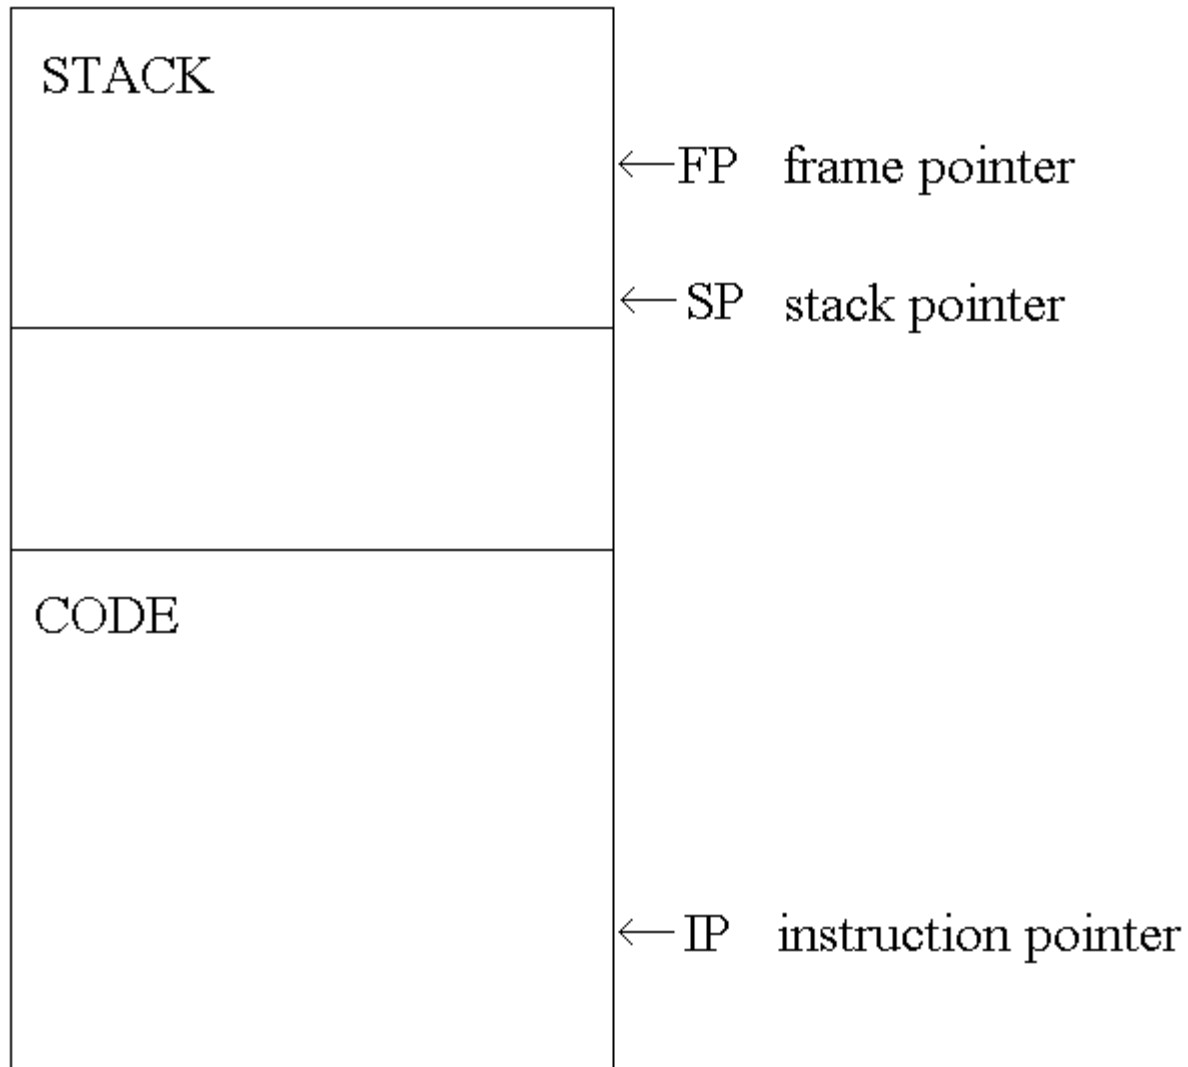 STACK
FP frame pointer
SP stack pointer
CODE
IP instruction pointer